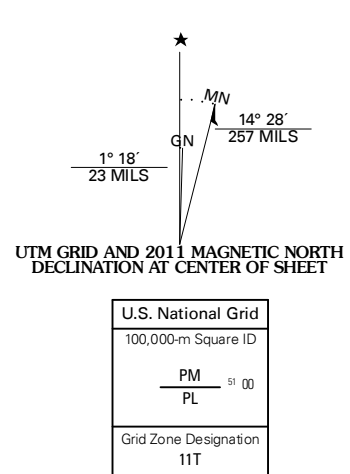 ★
MN
GN
14° 28´
257 MILS
1° 18´
23 MILS
UTM GRID AND 2011 MAGNETIC NORTH
DECLINATION AT CENTER OF SHEET
U.S. National Grid
100,000-m Square ID
PM
51 00
PL
Grid Zone Designation
11T